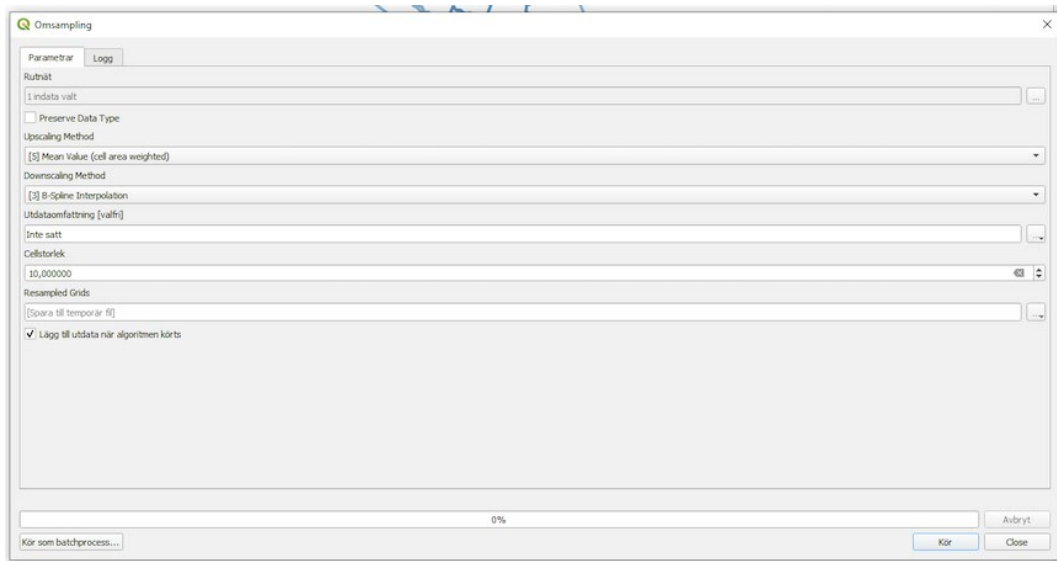 Omsampling
Parametrar Logg
Rutnät
1 indata valt
Preserve Data Type
Upscaling Method
[5] Mean Value (cell area weighted)
Downscaling Method
[3] B-Spline Interpolation
Utdataomfattning [valfri]
Inte satt
Cellstorlek
10,000000
Resampled Grids
[Spara till temporär fil]
Lägg till utdata när algoritmen körts
0%
Avbryt
Kör som batchprocess...
Kör
Close